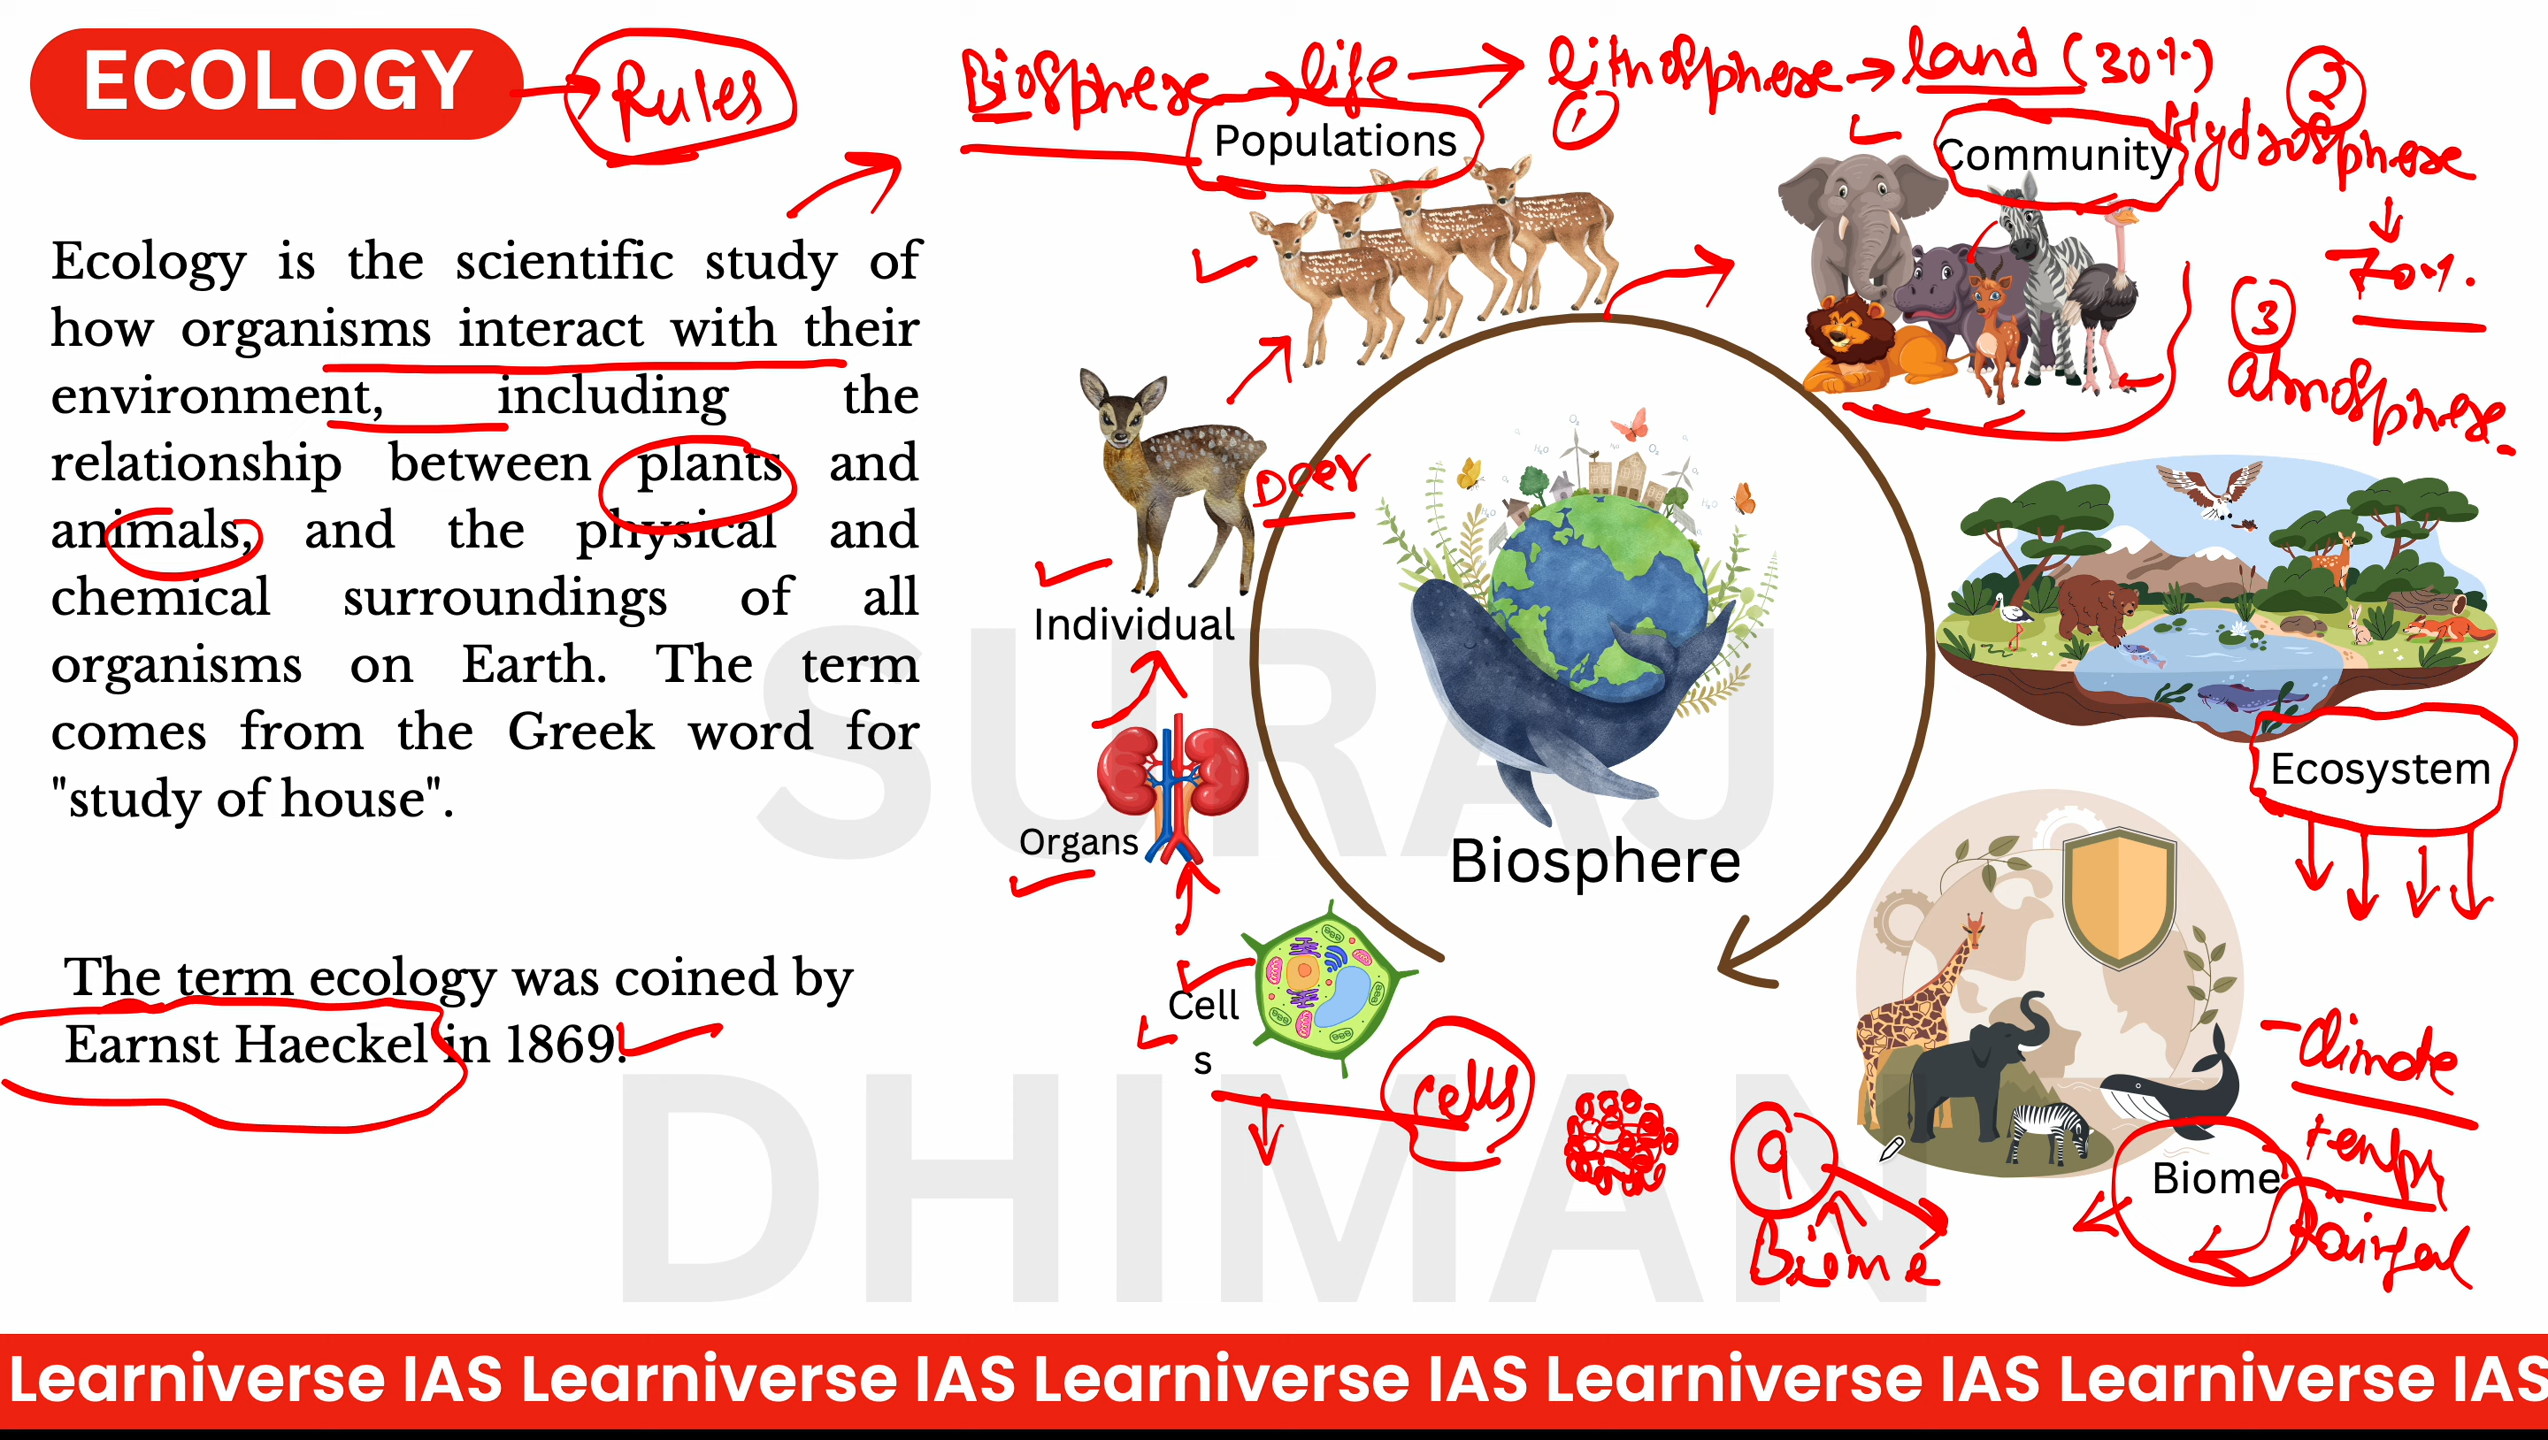 ECOLOGY
Rules
Ecology is the scientific study of
how organisms interact with their
environment, including the
relationship between plants and
animals, and the physical and
chemical surroundings of all
organisms on Earth. The term
comes from the Greek word for
"study of house".
The term ecology was coined by
Earnst Haeckel in 1869.
Biosphere life lithosphere land (30%)
1
2
Hydrosphere
70%.
3
Atmosphere
Populations
Community
Deer
Individual
Organs
Cell
s
cells
Biosphere
Ecosystem
Climate
Biome
9
Biome
SURAJ
DHIMAN
Learniverse IAS Learniverse IAS Learniverse IAS Learniverse IAS Learniverse IAS